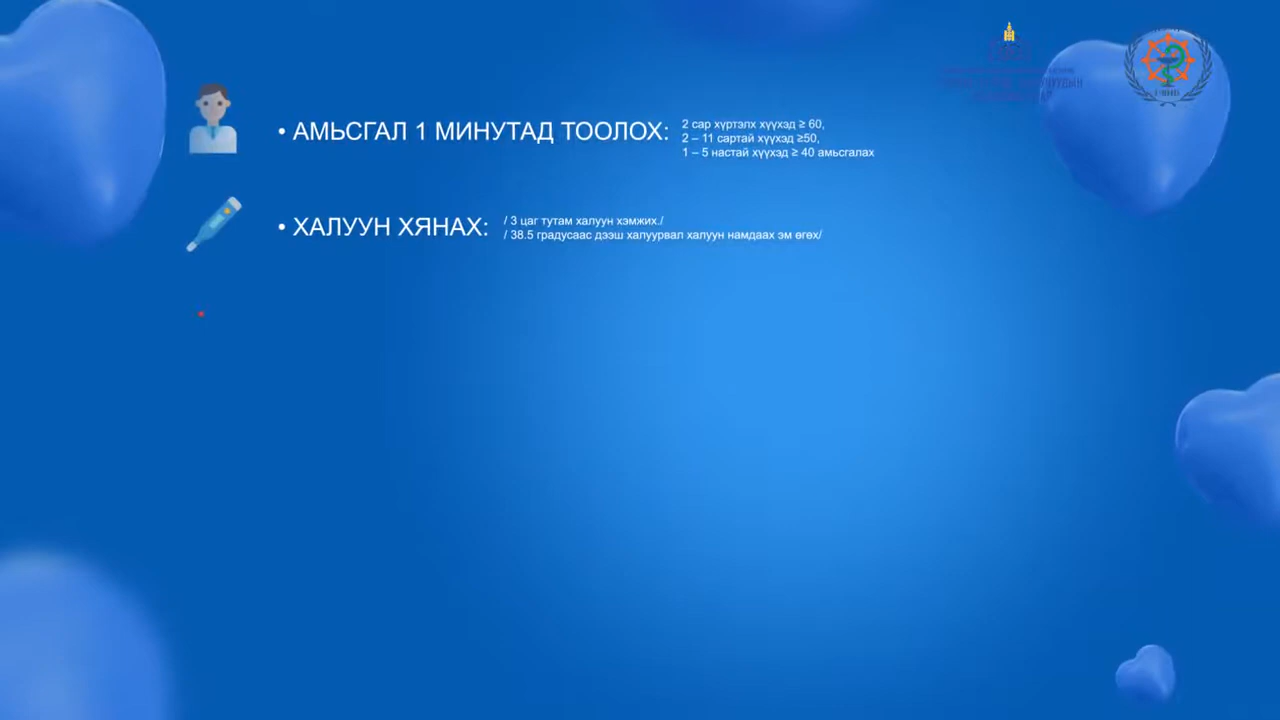 • АМЬСГАЛ 1 МИНУТАД ТООЛОХ:
2 сар хүртэлх хүүхэд ≥ 60,
2 – 11 сартай хүүхэд ≥50,
1 – 5 настай хүүхэд ≥ 40 амьсгалах
• ХАЛУУН ХЯНАХ:
/ 3 цаг тутам халуун хэмжих./
/ 38.5 градусаас дээш халуурвал халуун намдаах эм өгөх/